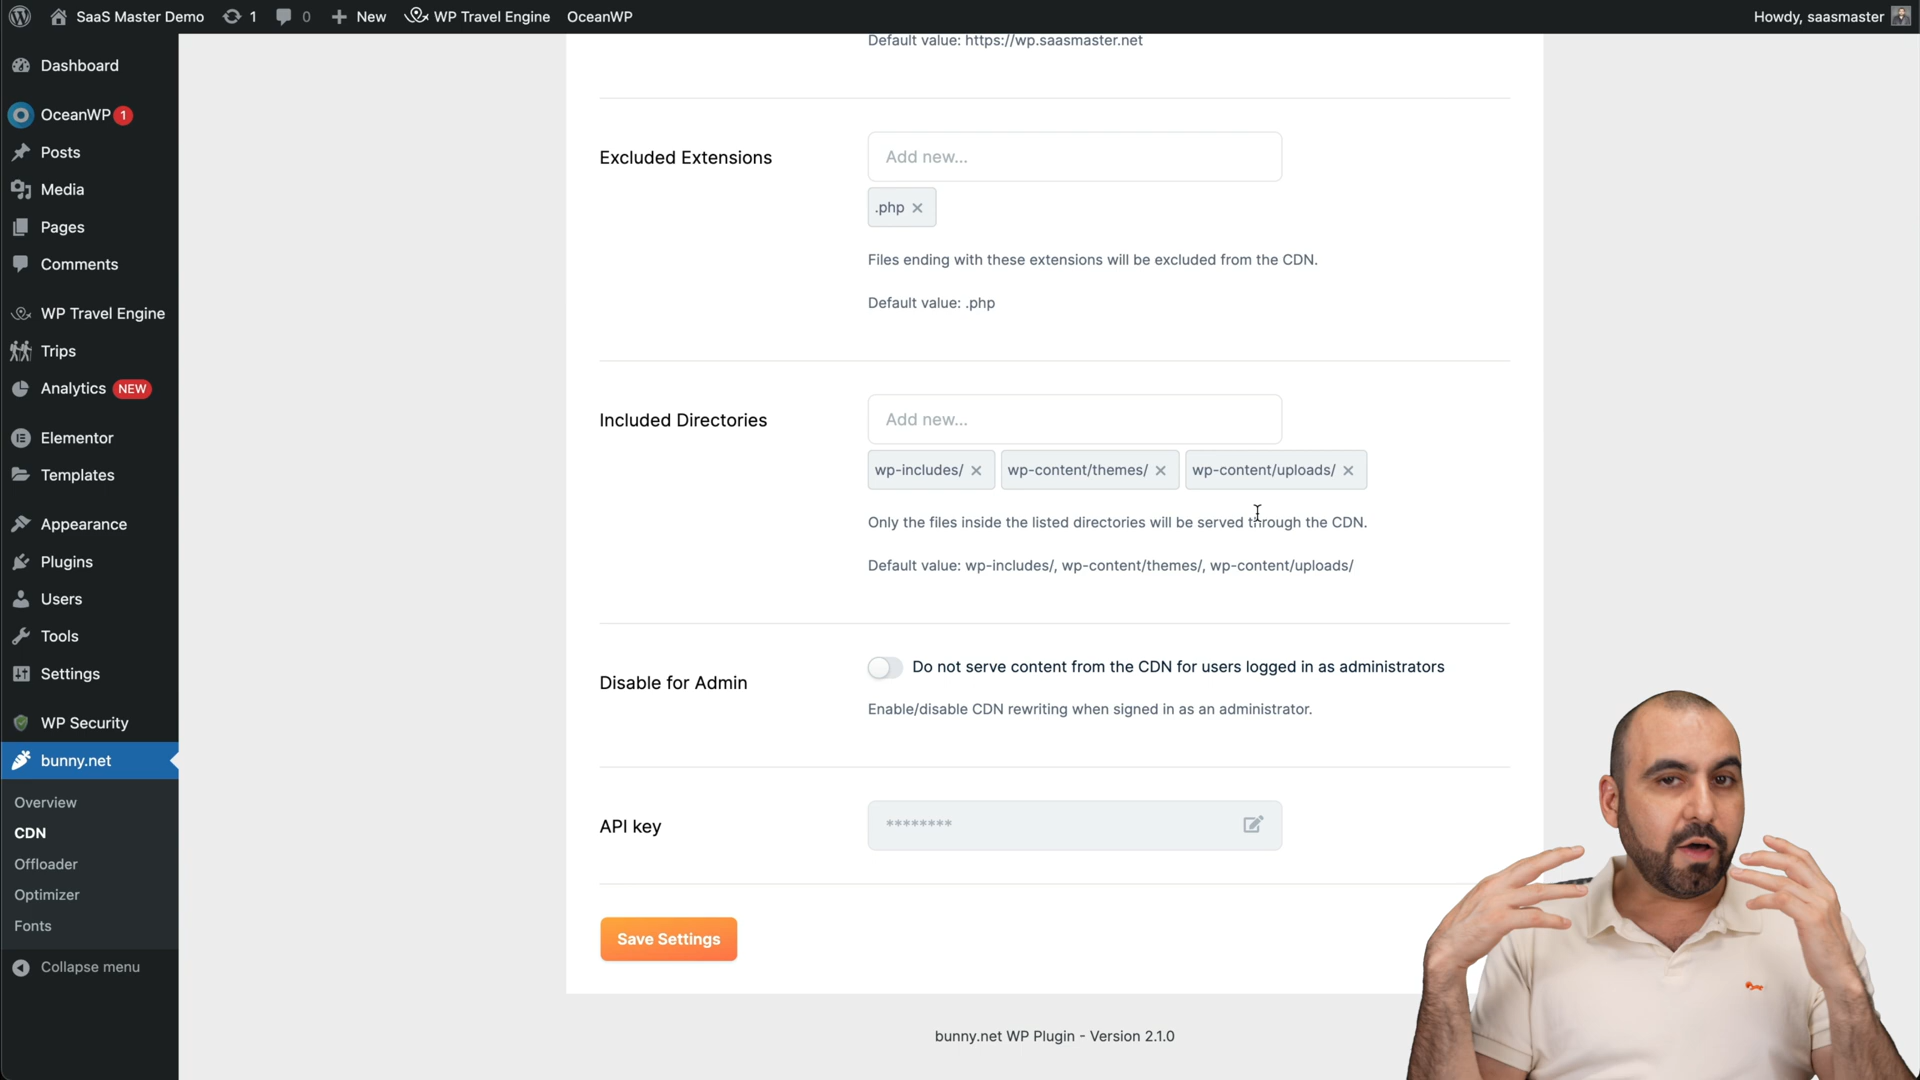 SaaS Master Demo 1 0 New WP Travel Engine OceanWP Howdy, saasmaster
Dashboard
OceanWP 1
Posts
Media
Pages
Comments
WP Travel Engine
Trips
Analytics NEW
Elementor
Templates
Appearance
Plugins
Users
Tools
Settings
WP Security
bunny.net
Overview
CDN
Offloader
Optimizer
Fonts
Collapse menu
Default value: https://wp.saasmaster.net
Excluded Extensions
Add new...
.php ×
Files ending with these extensions will be excluded from the CDN.
Default value: .php
Included Directories
Add new...
wp-includes/ × wp-content/themes/ × wp-content/uploads/ ×
Only the files inside the listed directories will be served through the CDN.
Default value: wp-includes/, wp-content/themes/, wp-content/uploads/
Disable for Admin
Do not serve content from the CDN for users logged in as administrators
Enable/disable CDN rewriting when signed in as an administrator.
API key
********
Save Settings
bunny.net WP Plugin - Version 2.1.0